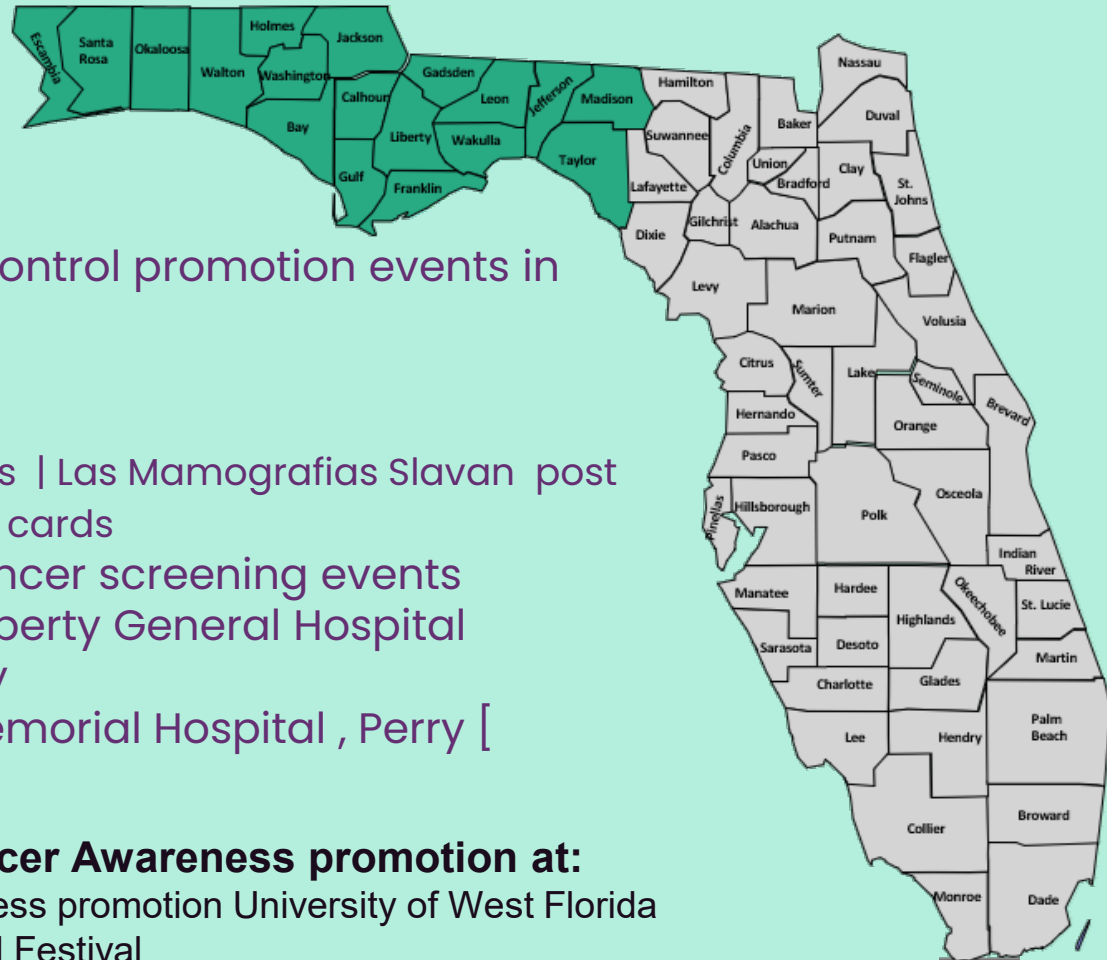 Escambia
Santa
Rosa
Okaloosa
Walton
Holmes
Washington
Jackson
Bay
Calhoun
Gulf
Liberty
Franklin
Gadsden
Leon
Wakulla
Jefferson
Madison
Taylor
Hamilton
Suwannee
Lafayette
Columbia
Dixie
Gilchrist
Baker
Union
Bradford
Alachua
Nassau
Duval
Clay
St.
Johns
Putnam
Flagler
Levy
Marion
Volusia
Citrus
Sumter
Lake
Seminole
Hernando
Orange
Brevard
Pasco
Pinellas
Hillsborough
Polk
Osceola
Indian
River
Manatee
Hardee
Highlands
Okeechobee
St. Lucie
Sarasota
Desoto
Martin
Charlotte
Glades
Lee
Hendry
Palm
Beach
Collier
Broward
Monroe
Dade
ontrol promotion events in
s | Las Mamografias Slavan post
cards
ncer screening events
berty General Hospital
y
emorial Hospital , Perry [
cer Awareness promotion at:
ess promotion University of West Florida
l Festival